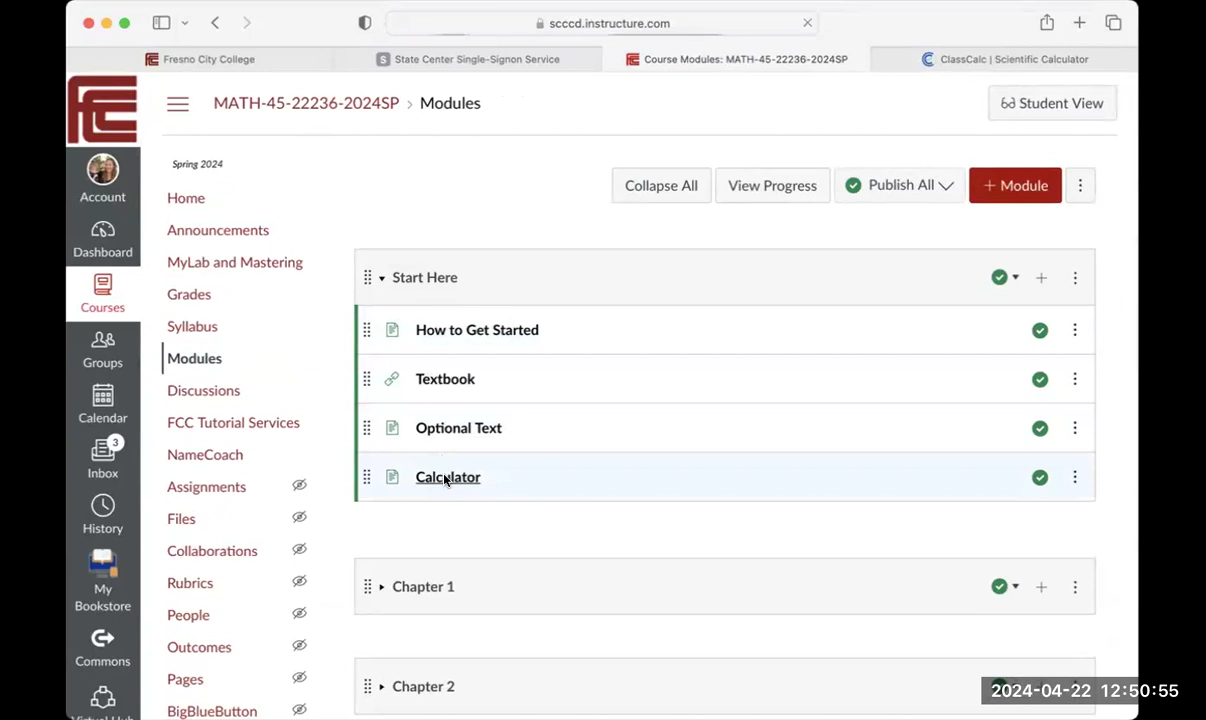 scccd.instructure.com
Fresno City College
State Center Single-Signon Service
Course Modules: MATH-45-22236-2024SP
ClassCalc | Scientific Calculator
MATH-45-22236-2024SP › Modules
Student View
Account
Dashboard
Courses
Groups
Calendar
3
Inbox
History
My
Bookstore
Commons
Spring 2024
Home
Announcements
MyLab and Mastering
Grades
Syllabus
Modules
Discussions
FCC Tutorial Services
NameCoach
Assignments
Files
Collaborations
Rubrics
People
Outcomes
Pages
BigBlueButton
Collapse All
View Progress
Publish All
+ Module
Start Here
How to Get Started
Textbook
Optional Text
Calculator
Chapter 1
Chapter 2
2024-04-22 12:50:55